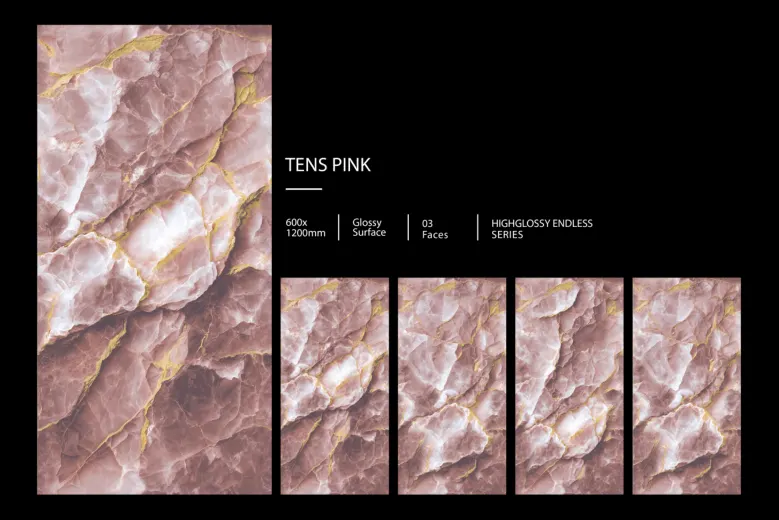 TENS PINK
600x
1200mm
Glossy
Surface
03
Faces
HIGHGLOSSY ENDLESS
SERIES